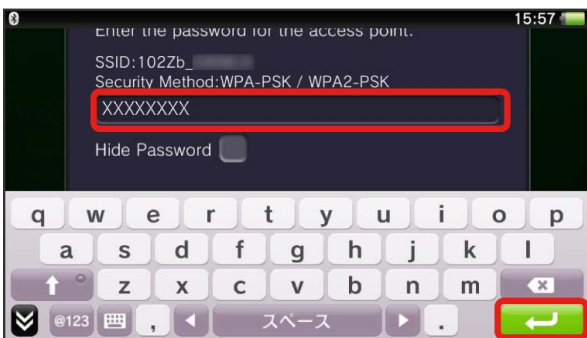 15:57
Enter the password for the access point.
SSID:102Zb_
Security Method:WPA-PSK / WPA2-PSK
XXXXXXXX
Hide Password
q w e r t y u i o p
a s d f g h j k l
z x c v b n m
@123 , スペース .